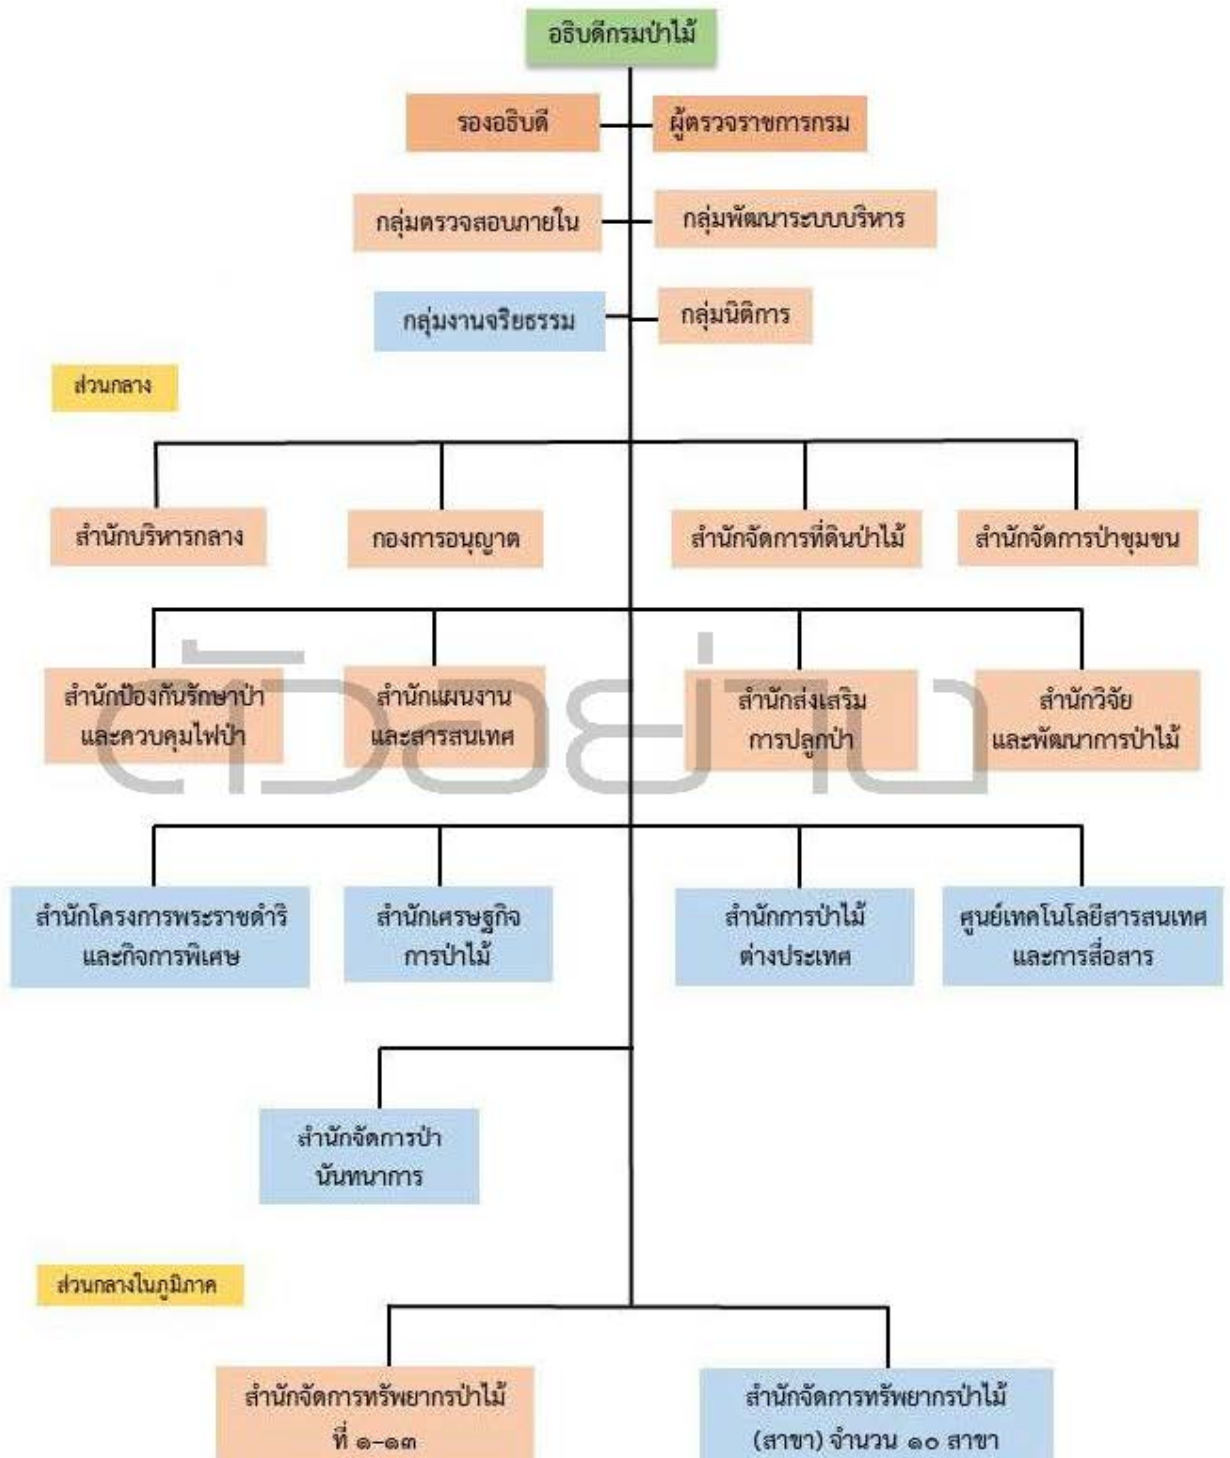 อธิบดีกรมป่าไม้
รองอธิบดี
ผู้ตรวจราชการกรม
กลุ่มตรวจสอบภายใน
กลุ่มพัฒนาระบบบริหาร
กลุ่มงานจริยธรรม
กลุ่มนิติการ
ส่วนกลาง
สำนักบริหารกลาง
กองการอนุญาต
สำนักจัดการที่ดินป่าไม้
สำนักจัดการป่าชุมชน
สำนักป้องกันรักษาป่า
และควบคุมไฟป่า
สำนักแผนงาน
และสารสนเทศ
สำนักส่งเสริม
การปลูกป่า
สำนักวิจัย
และพัฒนาการป่าไม้
ตัวอย่าง
สำนักโครงการพระราชดำริ
และกิจการพิเศษ
สำนักเศรษฐกิจ
การป่าไม้
สำนักการป่าไม้
ต่างประเทศ
ศูนย์เทคโนโลยีสารสนเทศ
และการสื่อสาร
สำนักจัดการป่า
นันทนาการ
ส่วนกลางในภูมิภาค
สำนักจัดการทรัพยากรป่าไม้
ที่ ๑-๑๓
สำนักจัดการทรัพยากรป่าไม้
(สาขา) จำนวน ๑๐ สาขา